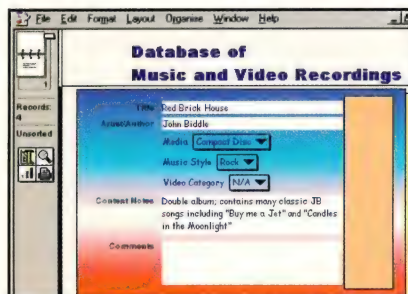 File Edit Format Layout Organise Window Help
Database of
Music and Video Recordings
1
Records:
4
Unsorted
Title Red Brick House
Artist/Author John Biddle
Media Compact Disc
Music Style Rock
Video Category N/A
Content Notes Double album; contains many classic JB
songs including "Buy me a Jet" and "Candles
in the Moonlight"
Comments